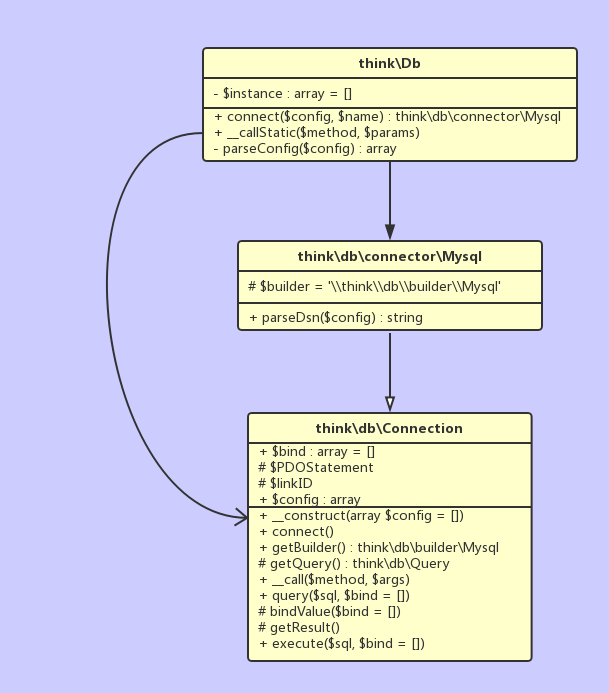 think\Db
- $instance : array = []
+ connect($config, $name) : think\db\connector\Mysql
+ __callStatic($method, $params)
- parseConfig($config) : array
think\db\connector\Mysql
# $builder = '\\think\\db\\builder\\Mysql'
+ parseDsn($config) : string
think\db\Connection
+ $bind : array = []
# $PDOStatement
# $linkID
+ $config : array
+ __construct(array $config = [])
+ connect()
+ getBuilder() : think\db\builder\Mysql
# getQuery() : think\db\Query
+ __call($method, $args)
+ query($sql, $bind = [])
# bindValue($bind = [])
# getResult()
+ execute($sql, $bind = [])